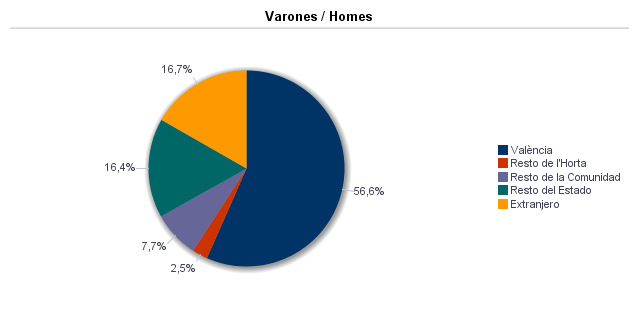 Varones / Homes
16,7%
16,4%
56,6%
7,7%
2,5%
València
Resto de l'Horta
Resto de la Comunidad
Resto del Estado
Extranjero